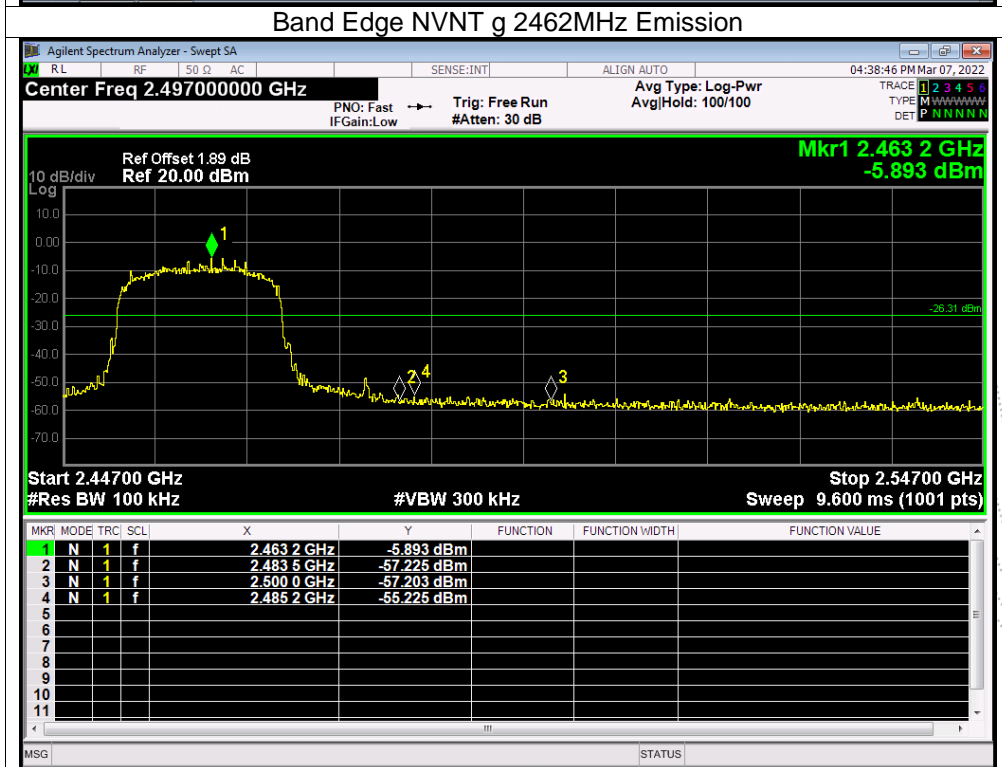 Band Edge NVNT g 2462MHz Emission
Agilent Spectrum Analyzer - Swept SA
LXI RL RF 50 Ω AC SENSE:INT ALIGN AUTO 04:38:46 PM Mar 07, 2022
Center Freq 2.497000000 GHz Avg Type: Log-Pwr TRACE 1 2 3 4 5 6
PNO: Fast Trig: Free Run Avg|Hold: 100/100 TYPE M WWWWW
IFGain:Low #Atten: 30 dB DET P N N N N N
Ref Offset 1.89 dB Mkr1 2.463 2 GHz
10 dB/div Ref 20.00 dBm -5.893 dBm
Log
10.0
1
0.00
-10.0
-20.0
-26.31 dBm
-30.0
-40.0
2 4 3
-50.0
-60.0
-70.0
Start 2.44700 GHz Stop 2.54700 GHz
#Res BW 100 kHz #VBW 300 kHz Sweep 9.600 ms (1001 pts)
MKR MODE TRC SCL X Y FUNCTION FUNCTION WIDTH FUNCTION VALUE
1 N 1 f 2.463 2 GHz -5.893 dBm
2 N 1 f 2.483 5 GHz -57.225 dBm
3 N 1 f 2.500 0 GHz -57.203 dBm
4 N 1 f 2.485 2 GHz -55.225 dBm
5
6
7
8
9
10
11
MSG STATUS